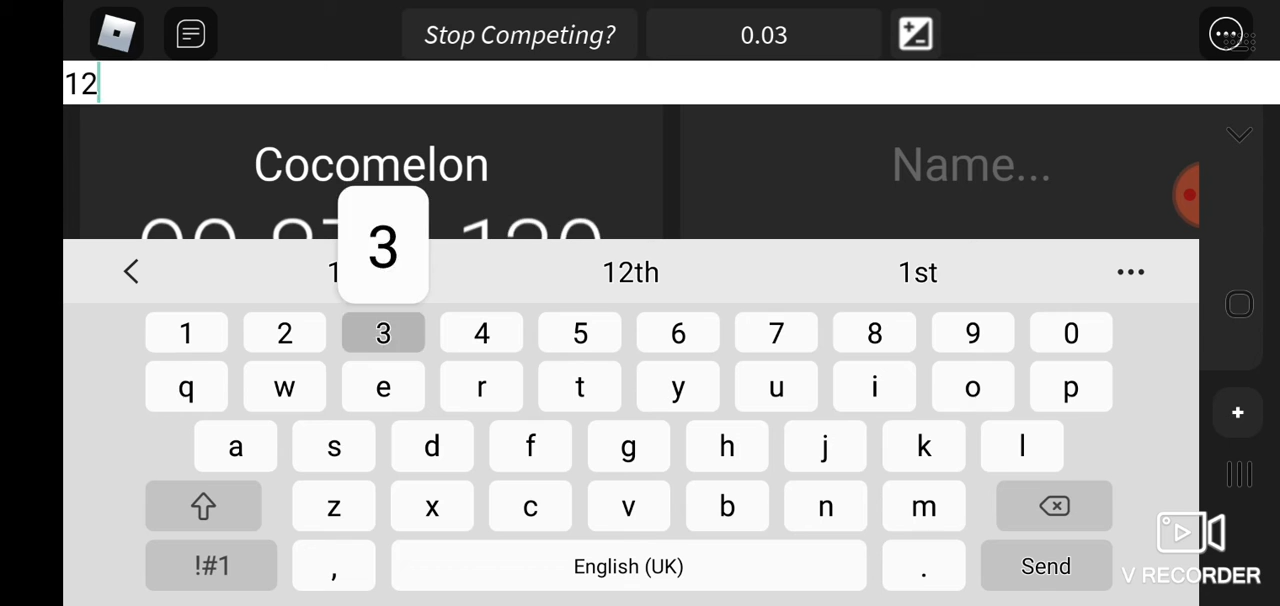 Stop Competing? 0.03
12
Cocomelon Name...
3
12th 1st
1 2 3 4 5 6 7 8 9 0
q w e r t y u i o p
a s d f g h j k l
z x c v b n m
!#1 , English (UK) . Send
V RECORDER